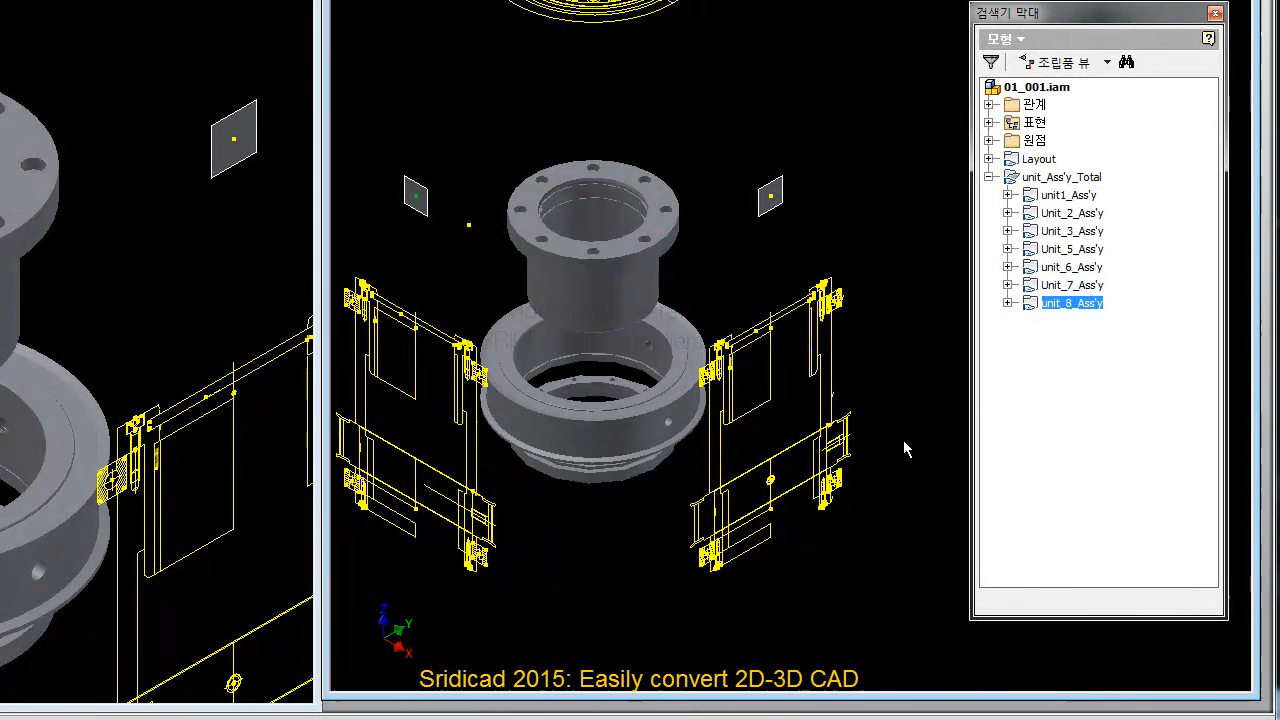 검색기 막대
모형
조립품 뷰
01_001.iam
관계
표현
원점
Layout
unit_Ass'y_Total
unit1_Ass'y
Unit_2_Ass'y
Unit_3_Ass'y
Unit_5_Ass'y
unit_6_Ass'y
Unit_7_Ass'y
unit_8_Ass'y
Z
Y
X
Sridicad 2015: Easily convert 2D-3D CAD